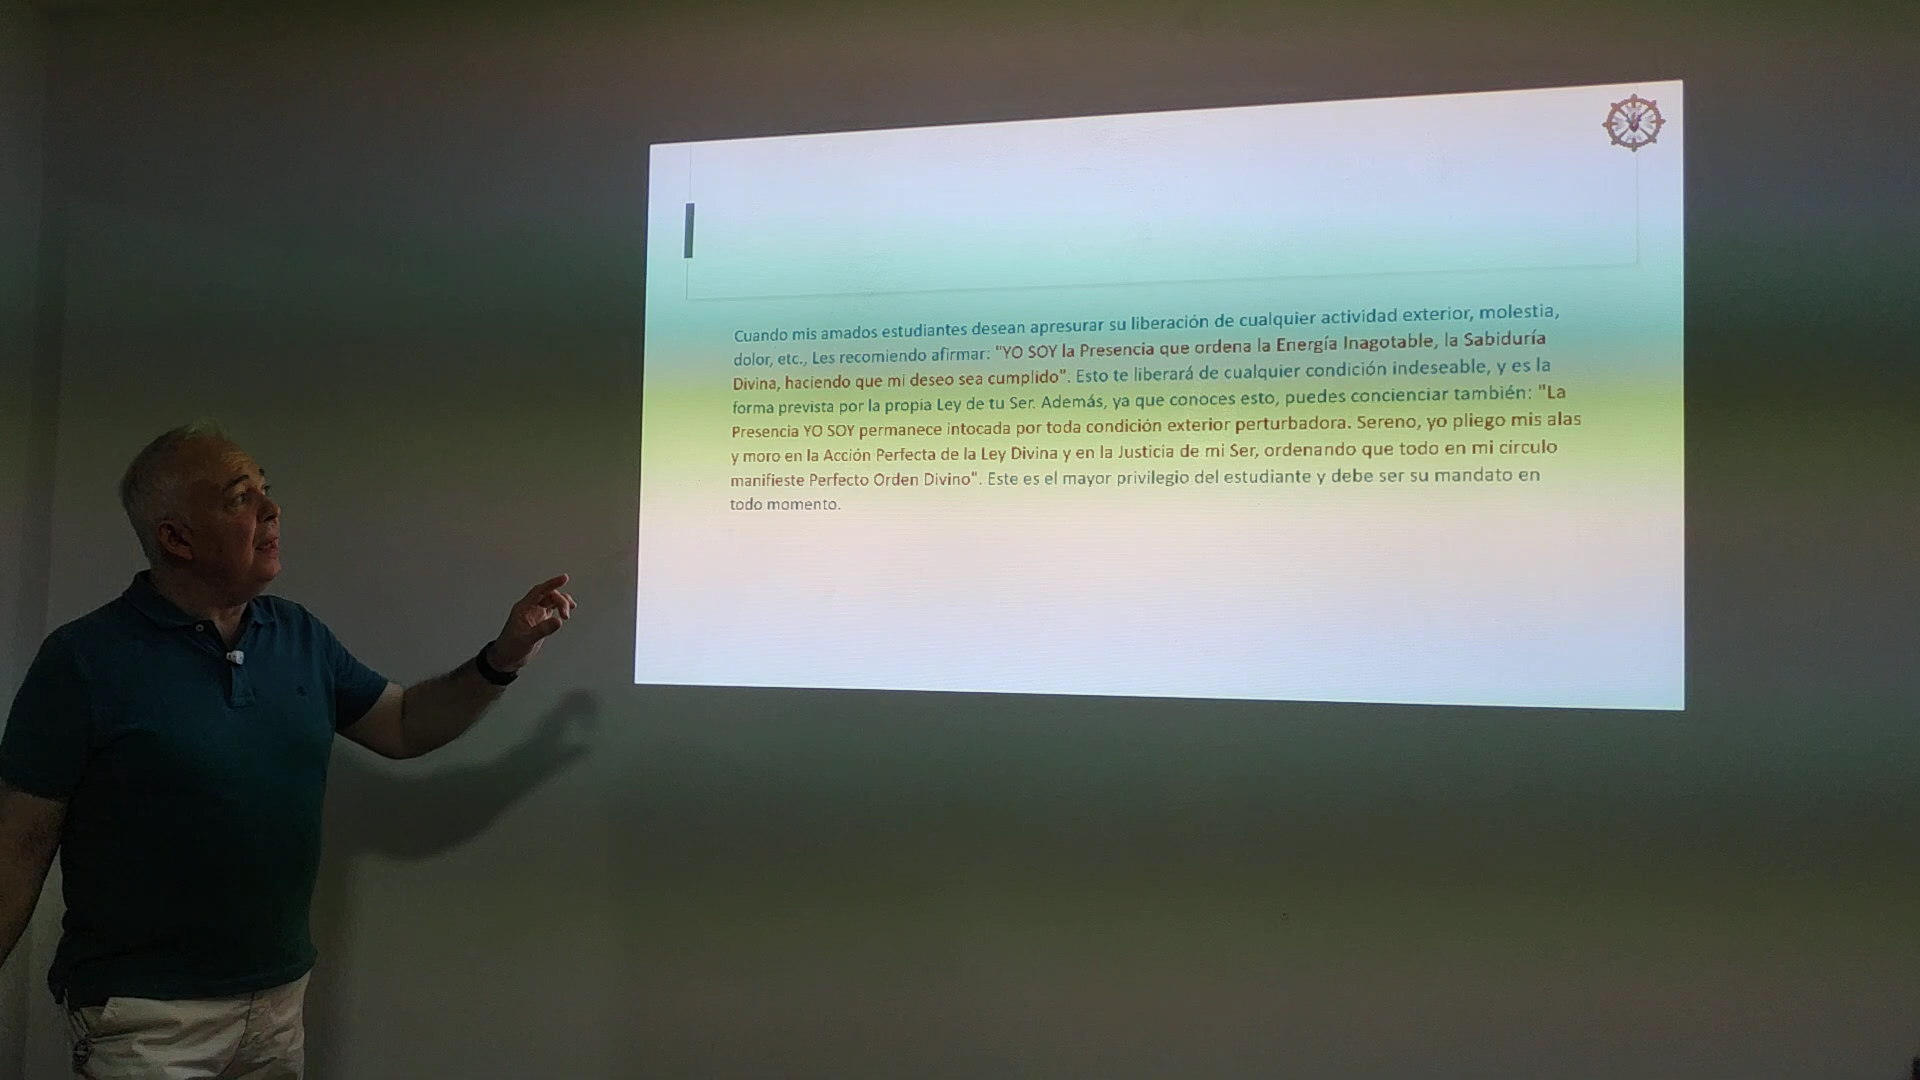 Cuando mis amados estudiantes desean apresurar su liberación de cualquier actividad exterior, molestia,
dolor, etc., Les recomiendo afirmar: "YO SOY la Presencia que ordena la Energía Inagotable, la Sabiduría
Divina, haciendo que mi deseo sea cumplido". Esto te liberará de cualquier condición indeseable, y es la
forma prevista por la propia Ley de tu Ser. Además, ya que conoces esto, puedes concienciar también: "La
Presencia YO SOY permanece intocada por toda condición exterior perturbadora. Sereno, yo pliego mis alas
y moro en la Acción Perfecta de la Ley Divina y en la Justicia de mi Ser, ordenando que todo en mi circulo
manifieste Perfecto Orden Divino". Este es el mayor privilegio del estudiante y debe ser su mandato en
todo momento.